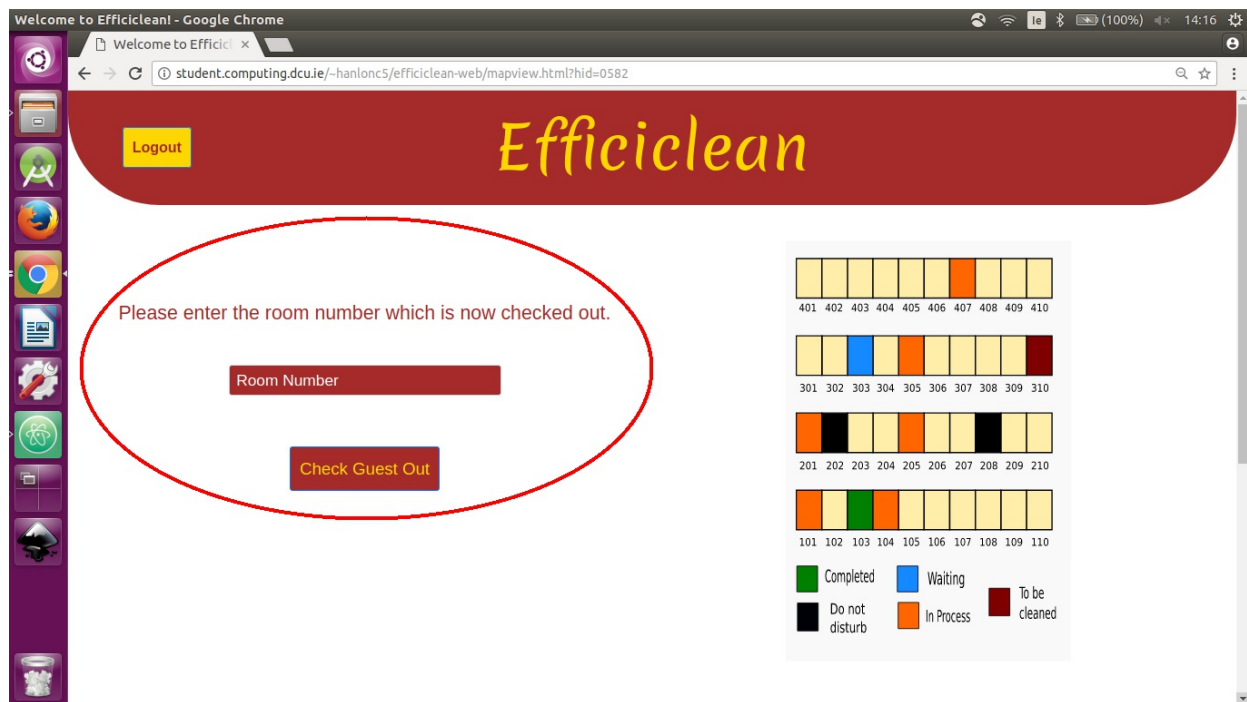 Welcome to Efficiclean! - Google Chrome
le (100%) 14:16
Welcome to Efficicl
student.computing.dcu.ie/~hanlonc5/efficiclean-web/mapview.html?hid=0582
Logout
Efficiclean
Please enter the room number which is now checked out.
Room Number
Check Guest Out
401 402 403 404 405 406 407 408 409 410
301 302 303 304 305 306 307 308 309 310
201 202 203 204 205 206 207 208 209 210
101 102 103 104 105 106 107 108 109 110
Completed
Waiting
To be
cleaned
Do not
disturb
In Process